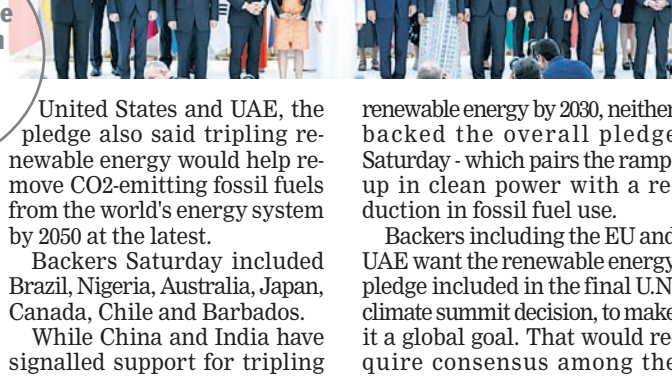 United States and UAE, the
pledge also said tripling re-
newable energy would help re-
move CO2-emitting fossil fuels
from the world's energy system
by 2050 at the latest.
Backers Saturday included
Brazil, Nigeria, Australia, Japan,
Canada, Chile and Barbados.
While China and India have
signalled support for tripling
renewable energy by 2030, neither
backed the overall pledge
Saturday - which pairs the ramp
up in clean power with a re
duction in fossil fuel use.
Backers including the EU and
UAE want the renewable energy
pledge included in the final U.N
climate summit decision, to make
it a global goal. That would re
quire consensus among the